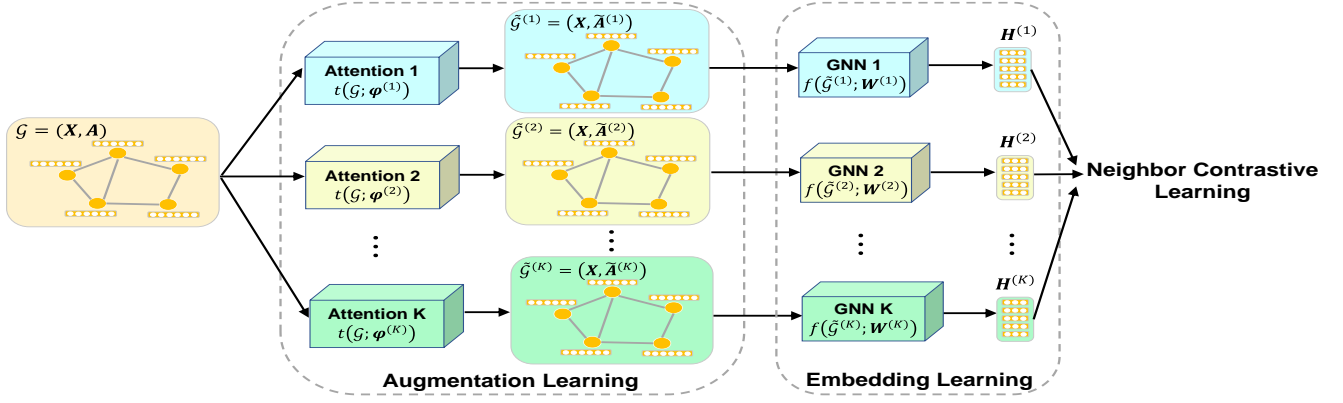 𝒢 = (X, A)
Attention 1
t(𝒢; φ⁽¹⁾)
𝒢̃⁽¹⁾ = (X, Ã⁽¹⁾)
GNN 1
f(𝒢̃⁽¹⁾; W⁽¹⁾)
H⁽¹⁾
Attention 2
t(𝒢; φ⁽²⁾)
𝒢̃⁽²⁾ = (X, Ã⁽²⁾)
GNN 2
f(𝒢̃⁽²⁾; W⁽²⁾)
H⁽²⁾
Attention K
t(𝒢; φ⁽ᴷ⁾)
𝒢̃⁽ᴷ⁾ = (X, Ã⁽ᴷ⁾)
GNN K
f(𝒢̃⁽ᴷ⁾; W⁽ᴷ⁾)
H⁽ᴷ⁾
Neighbor Contrastive
Learning
Augmentation Learning
Embedding Learning